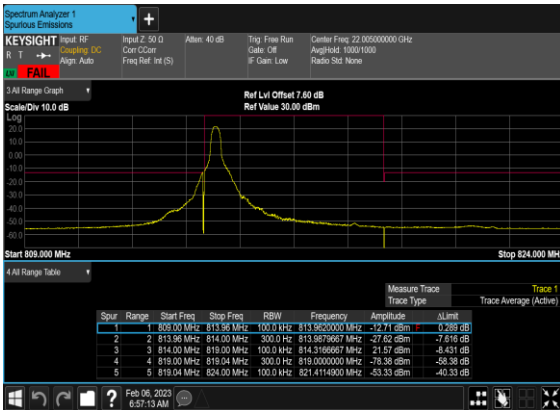 Spectrum Analyzer 1
Spurious Emissions
KEYSIGHT Input: RF Input Z: 50 Ω Atten: 40 dB Trig: Free Run Center Freq: 22.005000000 GHz
R T Coupling: DC Corr CCorr Gate: Off Avg|Hold: 1000/1000
Align: Auto Freq Ref: Int (S) IF Gain: Low Radio Std: None
LV FAIL
3 All Range Graph
Ref Lvl Offset 7.60 dB
Scale/Div 10.0 dB Ref Value 30.00 dBm
Log
20.0
10.0
0.00
-10.0
-20.0
-30.0
-40.0
-50.0
-60.0
Start 809.000 MHz Stop 824.000 MH
4 All Range Table
Measure Trace Trace 1
Trace Type Trace Average (Active)
Spur Range Start Freq Stop Freq RBW Frequency Amplitude ΔLimit
1 1 809.00 MHz 813.96 MHz 100.0 kHz 813.9620000 MHz -12.71 dBm F 0.289 dB
2 2 813.96 MHz 814.00 MHz 300.0 Hz 813.9879667 MHz -27.62 dBm -7.616 dB
3 3 814.00 MHz 819.00 MHz 100.0 kHz 814.3166667 MHz 21.57 dBm -8.431 dB
4 4 819.00 MHz 819.04 MHz 300.0 Hz 819.0000000 MHz -78.38 dBm -58.38 dB
5 5 819.04 MHz 824.00 MHz 100.0 kHz 821.4114900 MHz -53.33 dBm -40.33 dB
Feb 06, 2023
6:57:13 AM